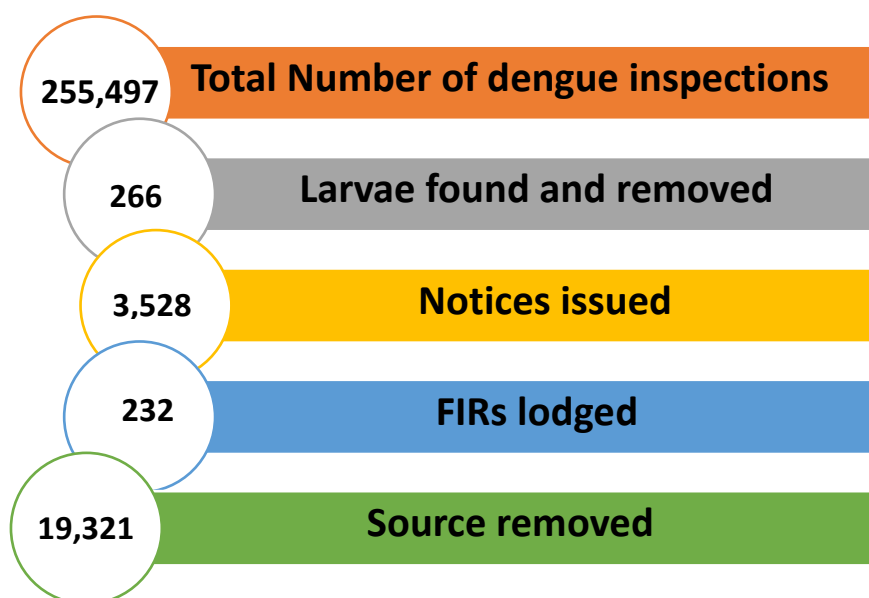 255,497 Total Number of dengue inspections
266 Larvae found and removed
3,528 Notices issued
232 FIRs lodged
19,321 Source removed